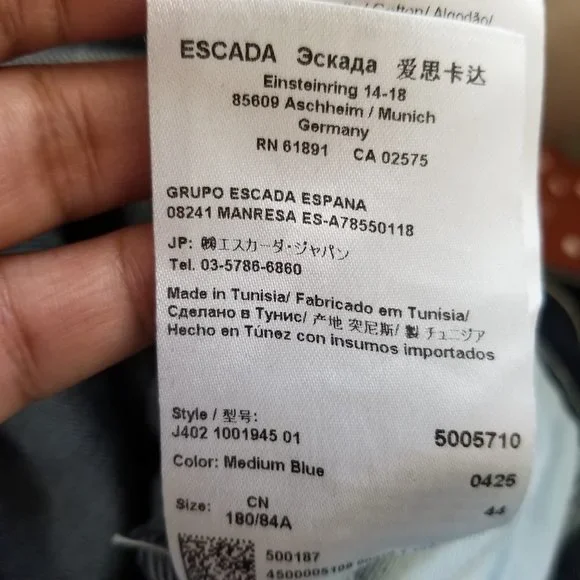 Cotton/ Algodão/
ESCADA Эскада 爱思卡达
Einsteinring 14-18
85609 Aschheim / Munich
Germany
RN 61891 CA 02575
GRUPO ESCADA ESPANA
08241 MANRESA ES-A78550118
JP: ㈱エスカーダ・ジャパン
Tel. 03-5786-6860
Made in Tunisia/ Fabricado em Tunísia/
Сделано в Тунис/ 产地 突尼斯/ 製 チュニジア
Hecho en Túnez con insumos importados
Style / 型号:
J402 1001945 01 5005710
Color: Medium Blue 0425
Size: CN 44
180/84A
500187